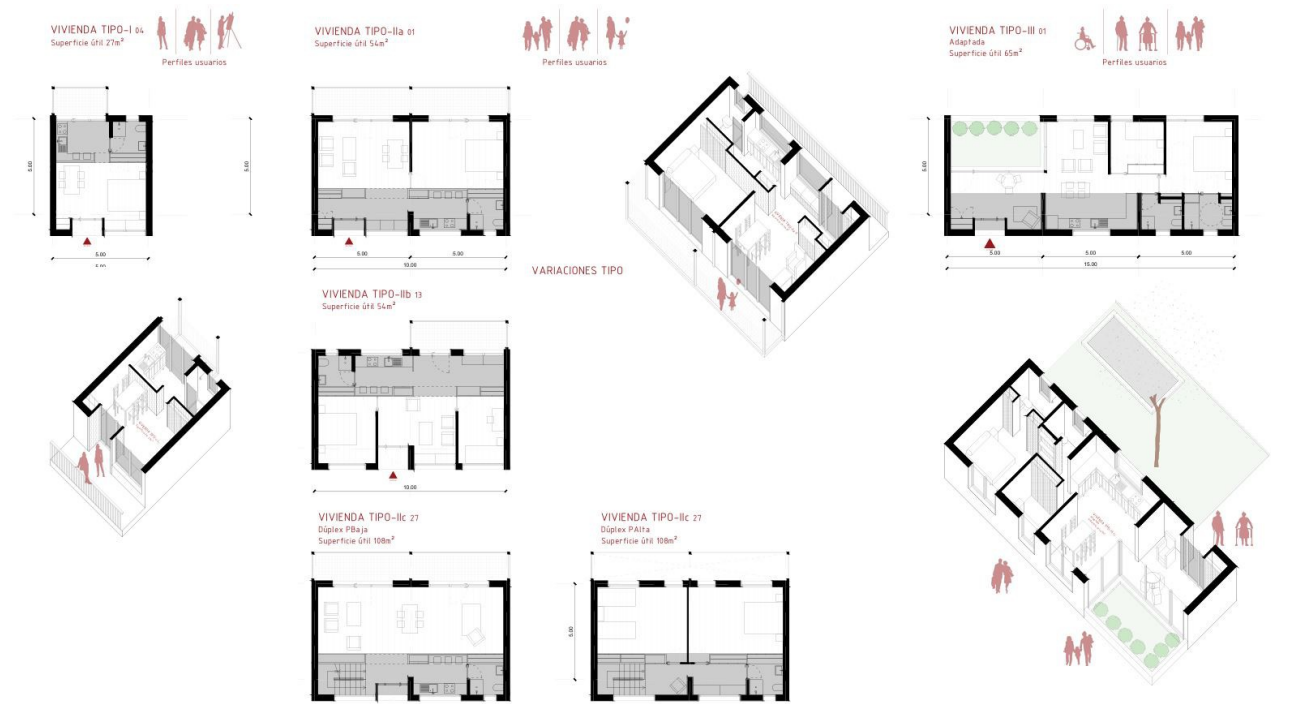 VIVIENDA TIPO-I 04
Superficie útil 27m²
Perfiles usuarios
VIVIENDA TIPO-IIa 01
Superficie útil 54m²
Perfiles usuarios
VIVIENDA TIPO-III 01
Adaptada
Superficie útil 65m²
Perfiles usuarios
5.00
5.00
5.00
5.00
5.00
5.00
10.00
5.00
5.00
5.00
5.00
15.00
VARIACIONES TIPO
VIVIENDA TIPO-IIb 13
Superficie útil 54m²
10.00
VIVIENDA TIPO-IIc 27
Dúplex PBaja
Superficie útil 108m²
VIVIENDA TIPO-IIc 27
Dúplex PAlta
Superficie útil 108m²
5.00